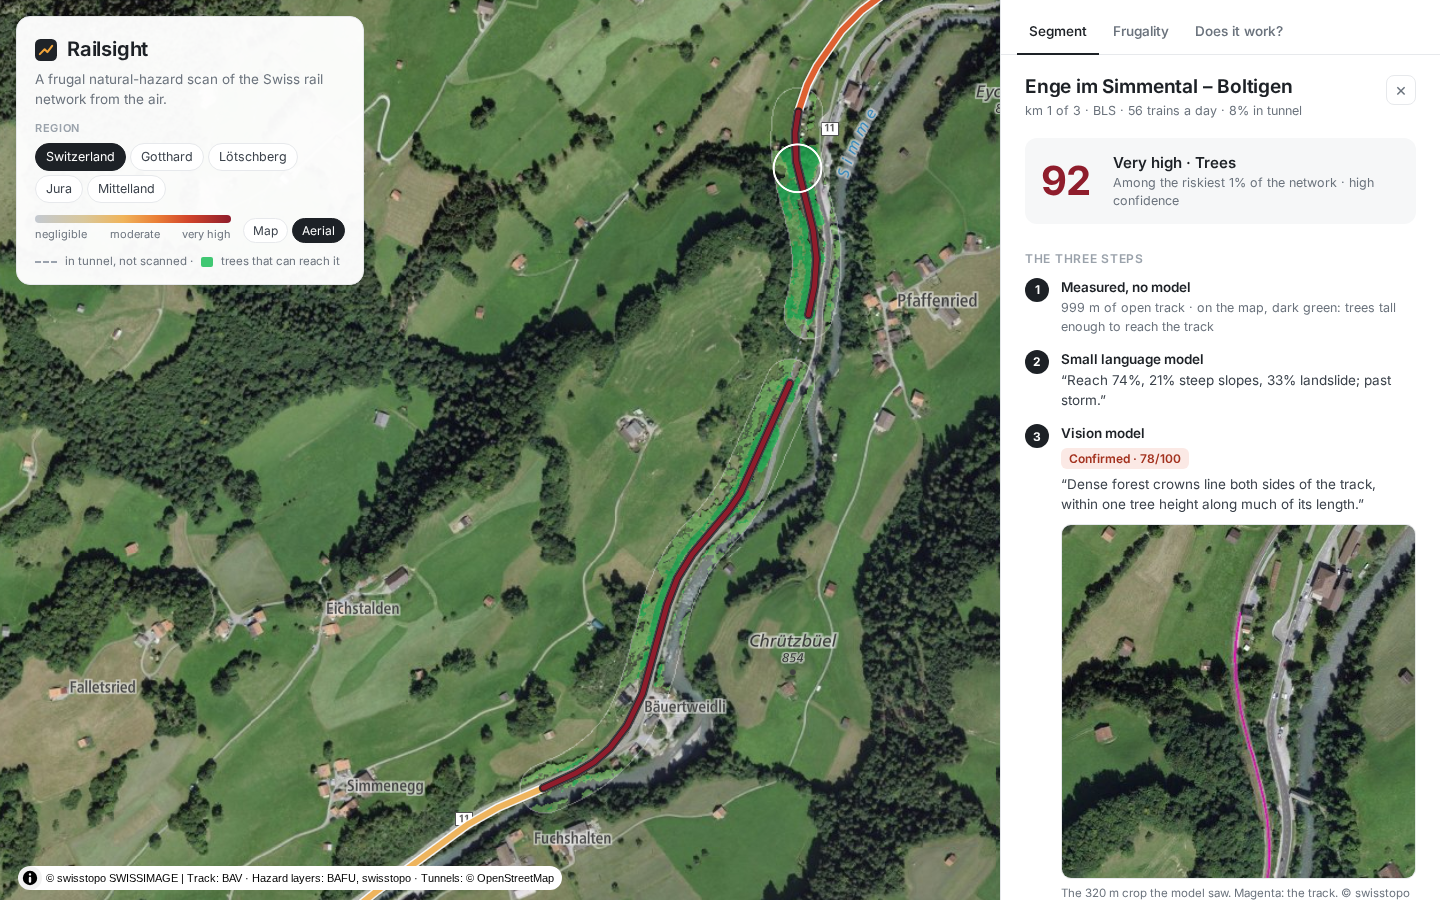 Railsight
A frugal natural-hazard scan of the Swiss rail
network from the air.
REGION
Switzerland
Gotthard
Lötschberg
Jura
Mittelland
negligible
moderate
very high
Map
Aerial
in tunnel, not scanned ·
trees that can reach it
11
Simme
Pfaffenried
Eichstalden
Chrützbüel
854
Falletsried
Bäuertweidli
Simmenegg
11
Fuchshalten
© swisstopo SWISSIMAGE | Track: BAV · Hazard layers: BAFU, swisstopo · Tunnels: © OpenStreetMap
Segment
Frugality
Does it work?
Enge im Simmental – Boltigen
km 1 of 3 · BLS · 56 trains a day · 8% in tunnel
92
Very high · Trees
Among the riskiest 1% of the network · high
confidence
THE THREE STEPS
1
Measured, no model
999 m of open track · on the map, dark green: trees tall
enough to reach the track
2
Small language model
“Reach 74%, 21% steep slopes, 33% landslide; past
storm.”
3
Vision model
Confirmed · 78/100
“Dense forest crowns line both sides of the track,
within one tree height along much of its length.”
The 320 m crop the model saw. Magenta: the track. © swisstopo